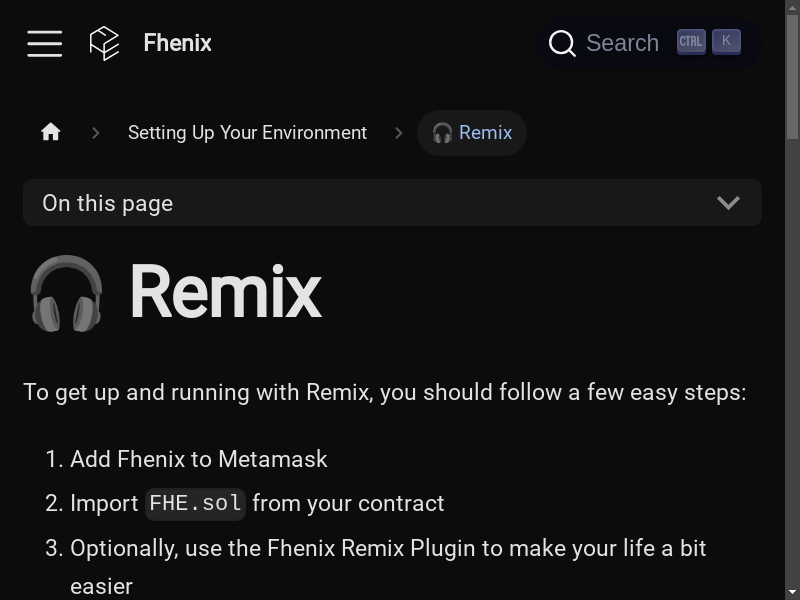 Fhenix
Search CTRL K
Setting Up Your Environment
🎧 Remix
On this page
🎧 Remix
To get up and running with Remix, you should follow a few easy steps:
1. Add Fhenix to Metamask
2. Import FHE.sol from your contract
3. Optionally, use the Fhenix Remix Plugin to make your life a bit
easier